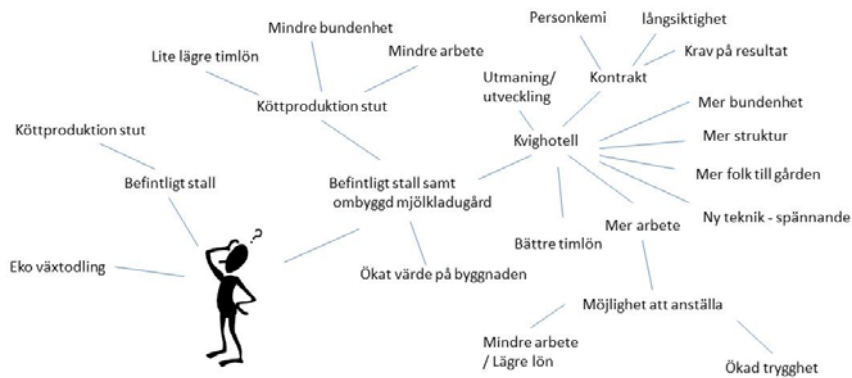 Personkemi
långsiktighet
Mindre bundenhet
Mindre arbete
Krav på resultat
Lite lägre timlön
Utmaning/
utveckling
Kontrakt
Köttproduktion stut
Mer bundenhet
Köttproduktion stut
Kvighotell
Mer struktur
Mer folk till gården
Befintligt stall
Befintligt stall samt
ombyggd mjölkladugård
Ny teknik - spännande
Mer arbete
?
Bättre timlön
Eko växtodling
Ökat värde på byggnaden
Möjlighet att anställa
Mindre arbete
/ Lägre lön
Ökad trygghet